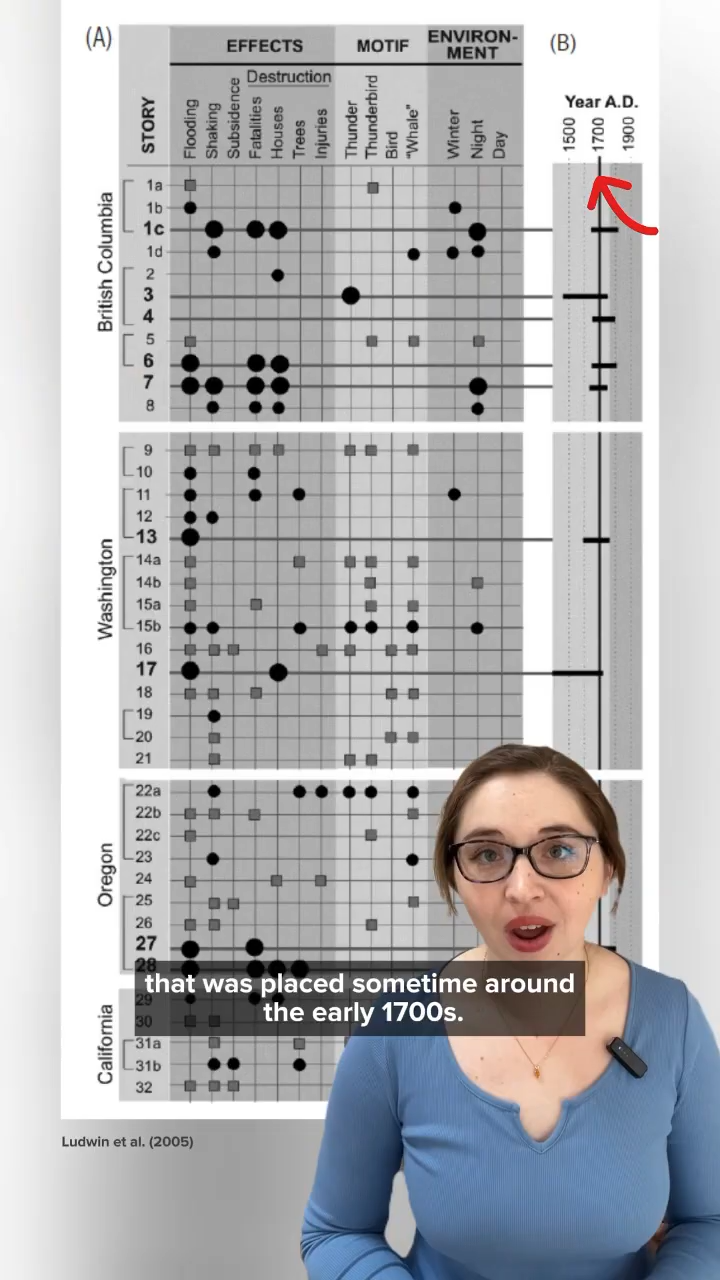 (A)
EFFECTS
MOTIF
ENVIRON-
MENT
(B)
Destruction
STORY
Flooding
Shaking
Subsidence
Fatalities
Houses
Trees
Injuries
Thunder
Thunderbird
Bird
"Whale"
Winter
Night
Day
Year A.D.
1500
1700
1900
British Columbia
1a
1b
1c
1d
2
3
4
5
6
7
8
Washington
9
10
11
12
13
14a
14b
15a
15b
16
17
18
19
20
21
Oregon
22a
22b
22c
23
24
25
26
27
28
California
29
30
31a
31b
32
that was placed sometime around
the early 1700s.
Ludwin et al. (2005)